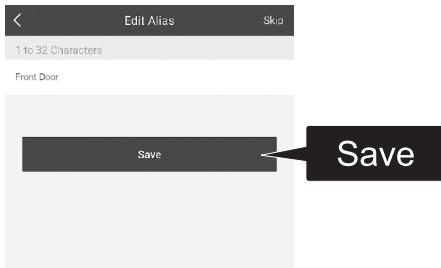 Edit Alias Skip
1 to 32 Characters
Front Door
Save
Save